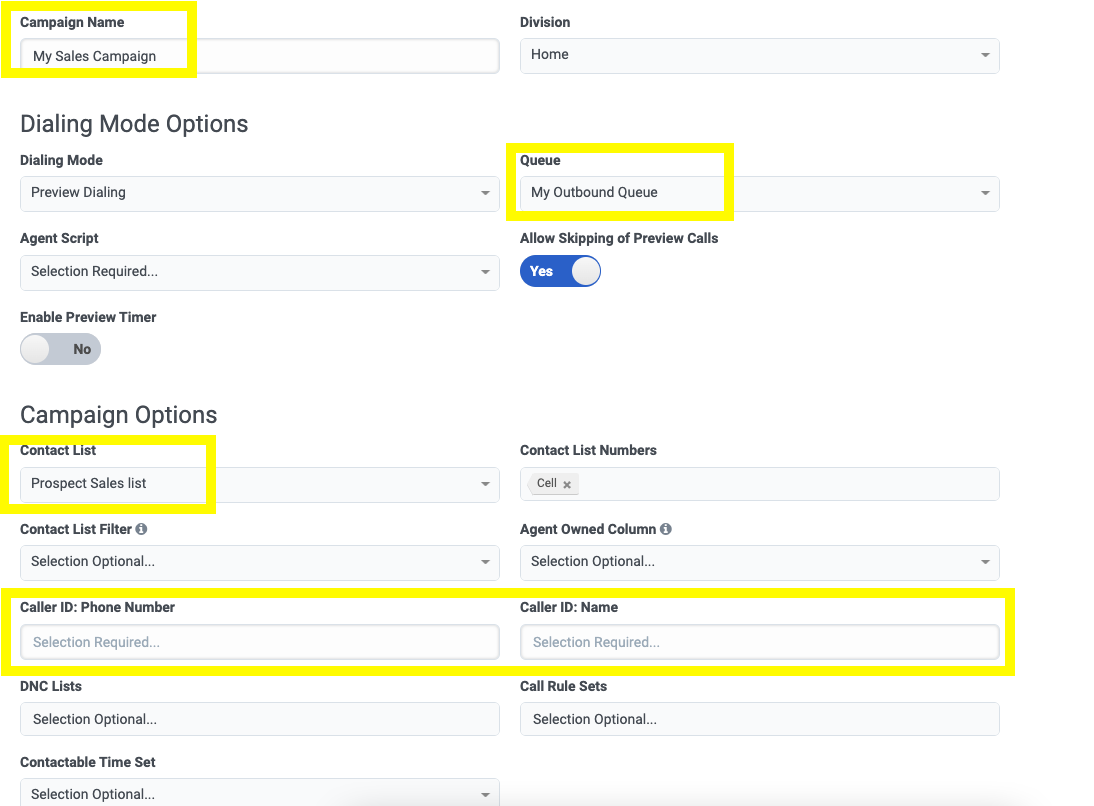 Campaign Name
Division
My Sales Campaign
Home
Dialing Mode Options
Dialing Mode
Queue
Preview Dialing
My Outbound Queue
Agent Script
Allow Skipping of Preview Calls
Selection Required...
Yes
Enable Preview Timer
No
Campaign Options
Contact List
Contact List Numbers
Prospect Sales list
Cell
Contact List Filter
Agent Owned Column
Selection Optional...
Selection Optional...
Caller ID: Phone Number
Caller ID: Name
Selection Required...
Selection Required...
DNC Lists
Call Rule Sets
Selection Optional...
Selection Optional...
Contactable Time Set
Selection Optional...